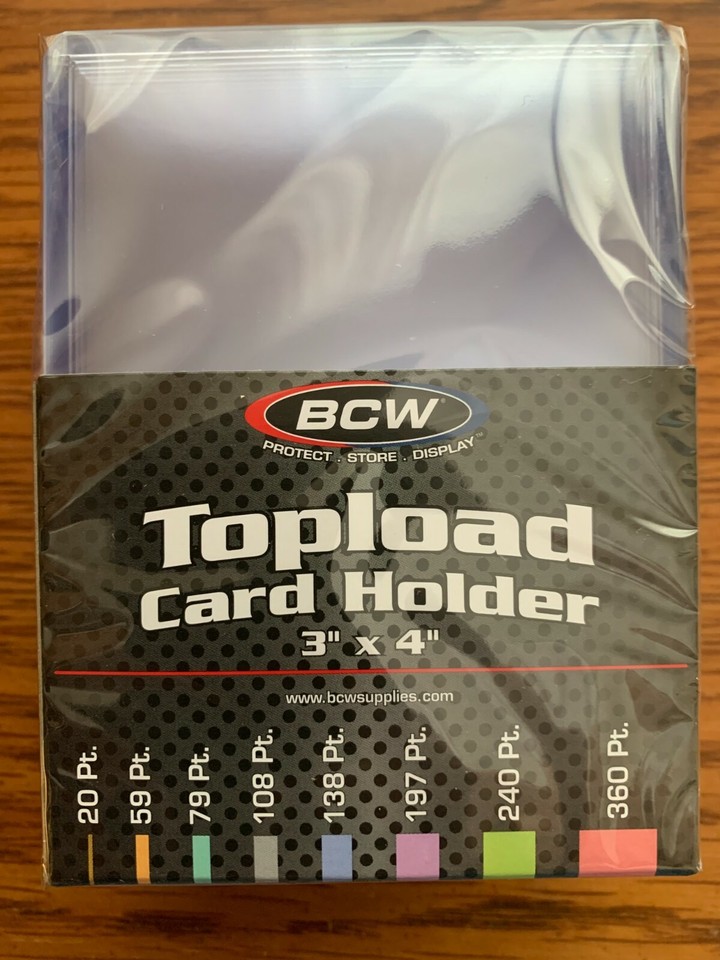 BCW
PROTECT . STORE . DISPLAY™
Topload
Card Holder
3" x 4"
www.bcwsupplies.com
20 Pt.
59 Pt.
79 Pt.
108 Pt.
138 Pt.
197 Pt.
240 Pt.
360 Pt.